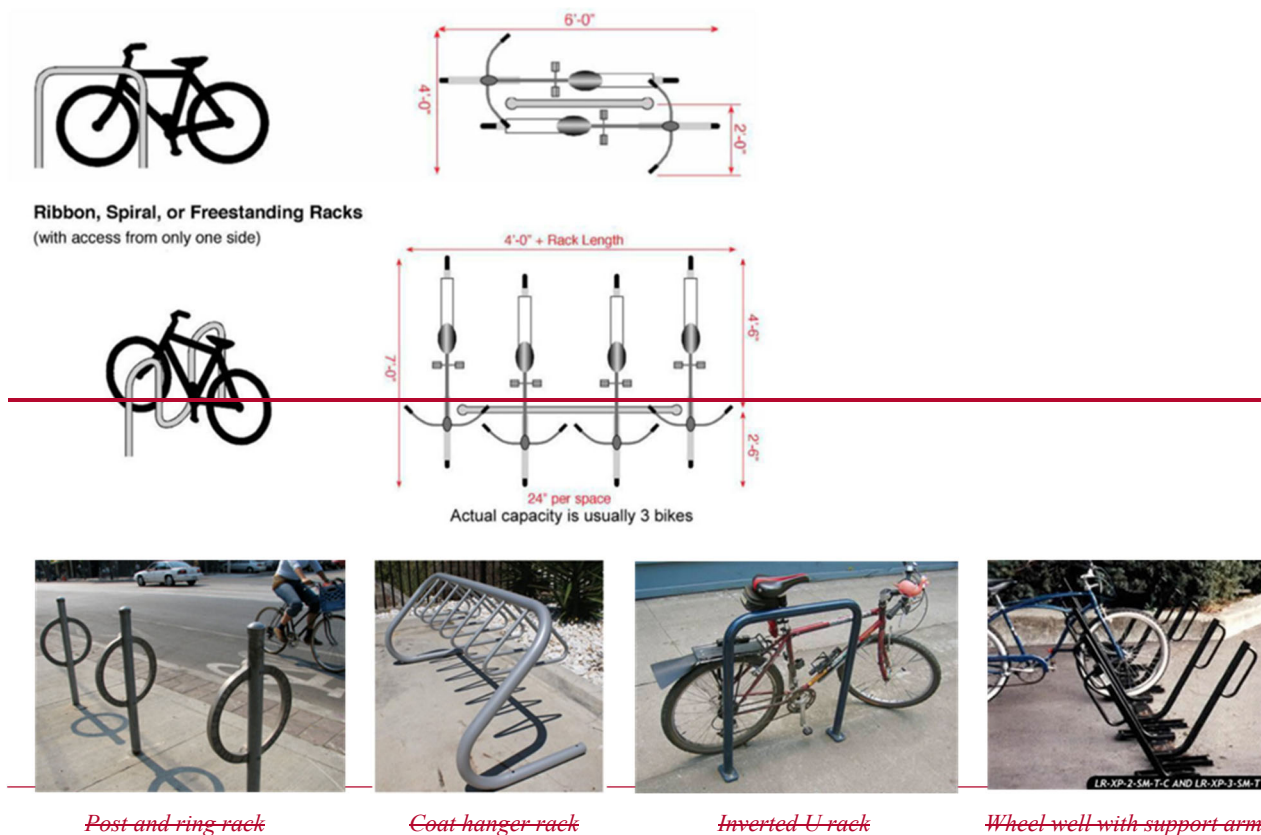 6'-0"
4'-0"
2'-0"
Ribbon, Spiral, or Freestanding Racks
(with access from only one side)
4'-0" + Rack Length
4'-6"
7'-0"
2'-6"
24" per space
Actual capacity is usually 3 bikes
LR-XP-2-SM-T-C AND LR-XP-3-SM-T
Post and ring rack
Coat hanger rack
Inverted U rack
Wheel well with support arm